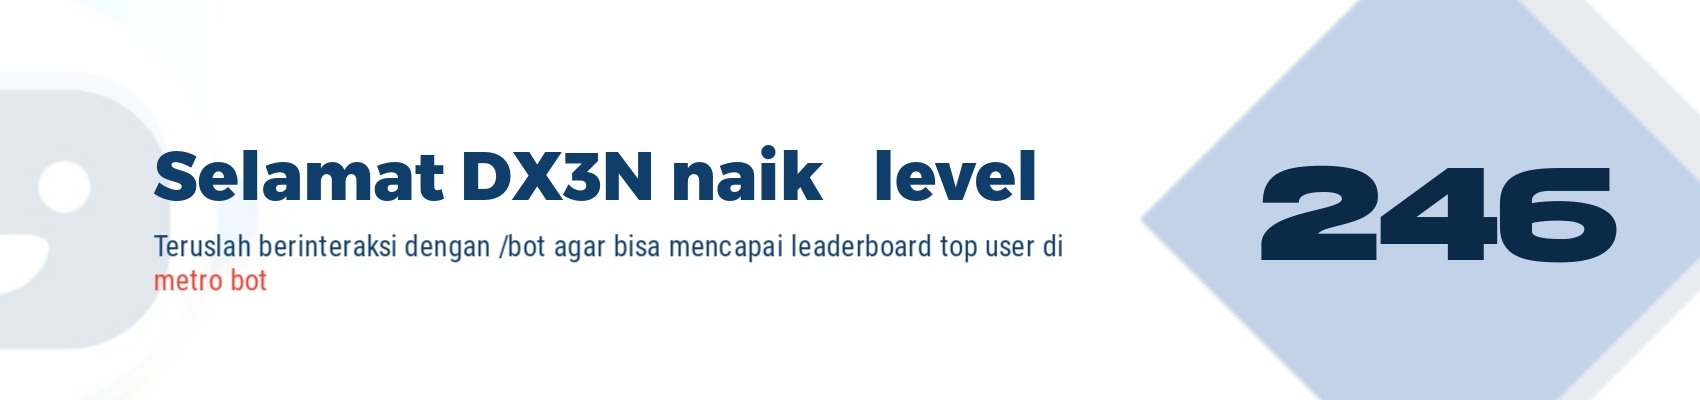 Selamat DX3N naik level
Teruslah berinteraksi dengan /bot agar bisa mencapai leaderboard top user di
metro bot
246